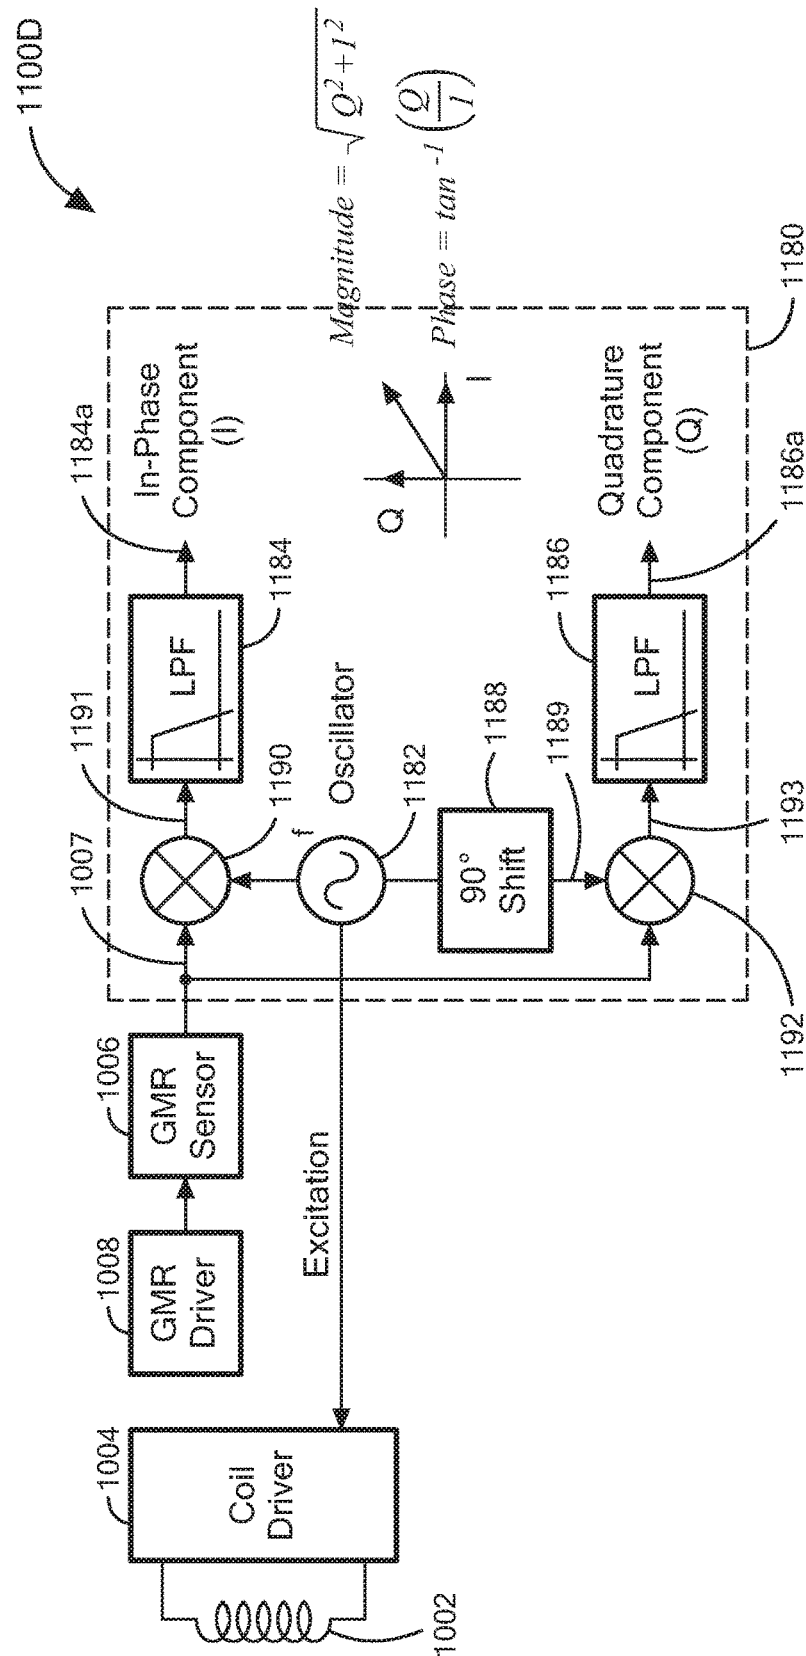 1100D
1004
Coil
Driver
1002
1008
GMR
Driver
1006
GMR
Sensor
Excitation
1007
1191
1190
LPF
1184
1184a
In-Phase
Component
(I)
f
Oscillator
1182
90°
Shift
1188
1189
1192
1193
LPF
1186
1186a
Quadrature
Component
(Q)
Q
I
Magnitude = √Q²+1²
Phase = tan⁻¹(Q/1)
1180